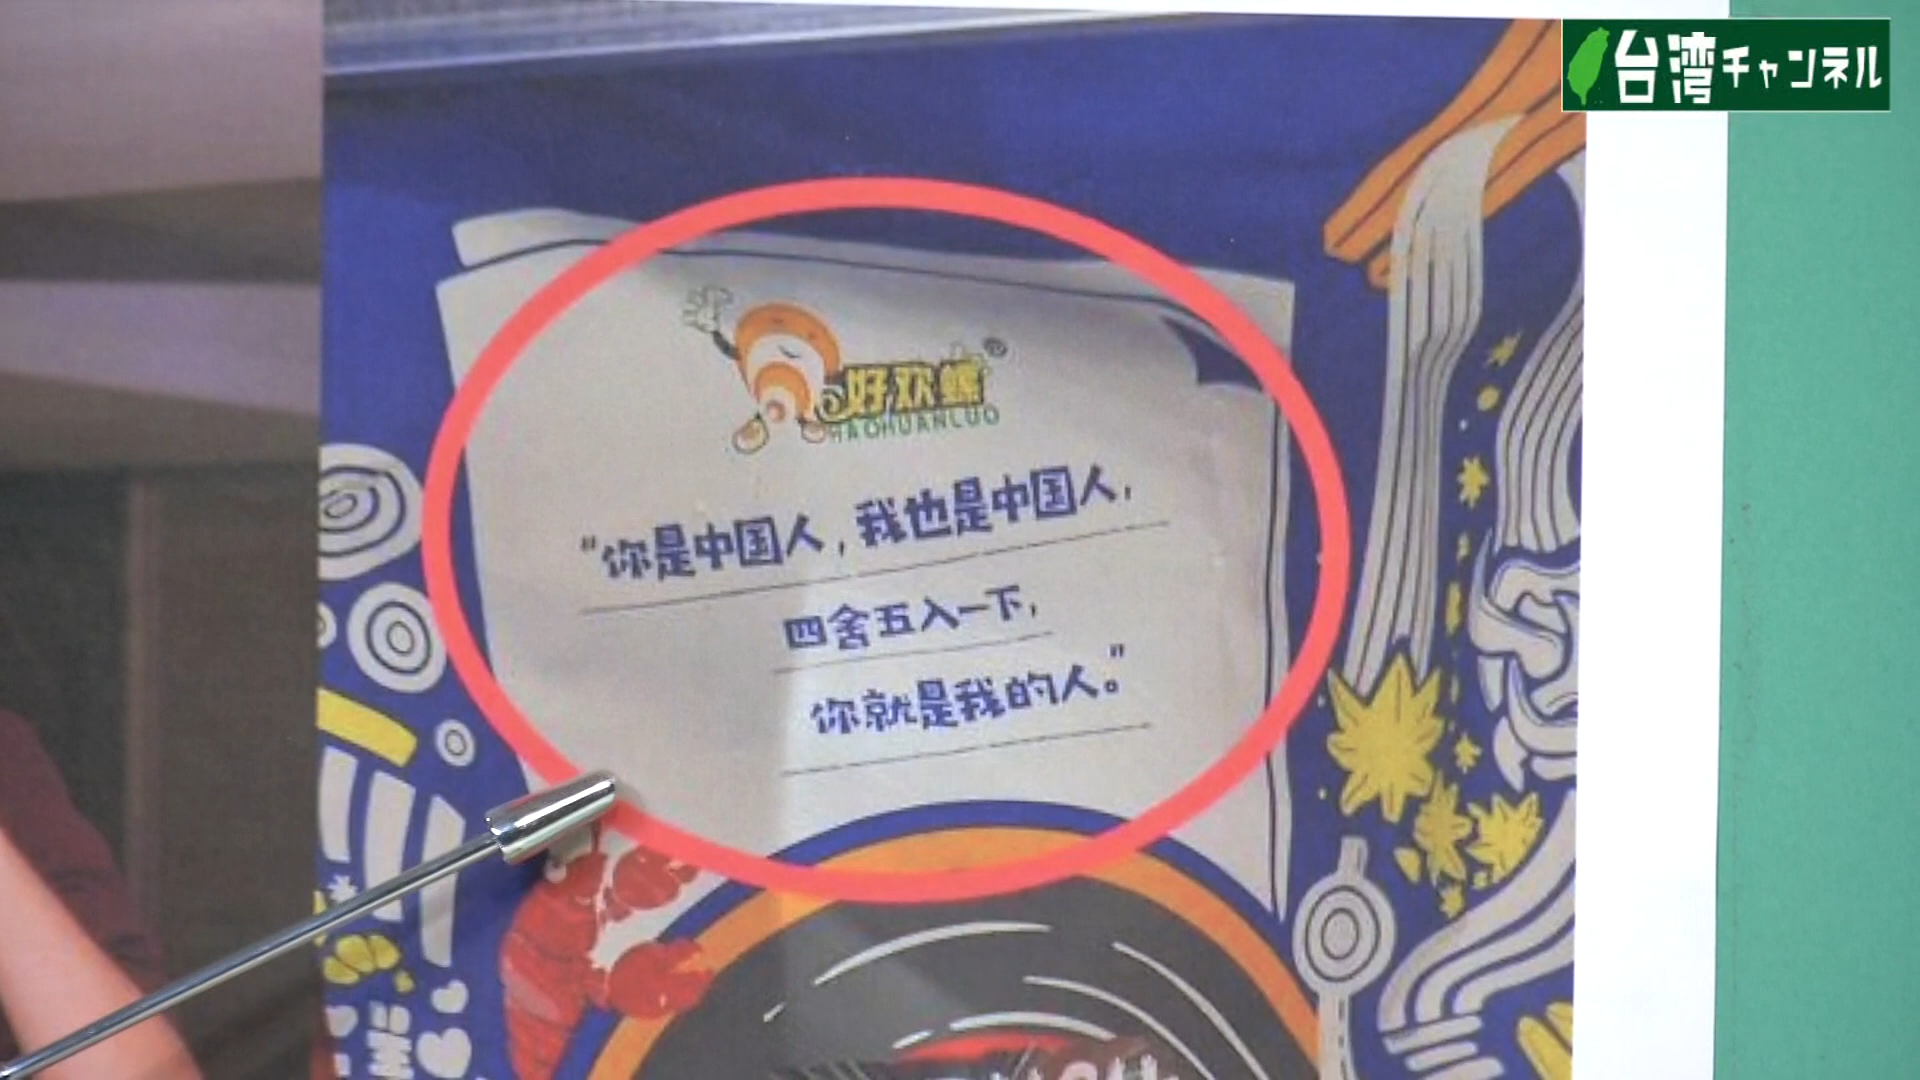 台湾チャンネル
好欢螺®
HAOHUANLUO
“你是中国人，我也是中国人，
四舍五入一下，
你就是我的人。”